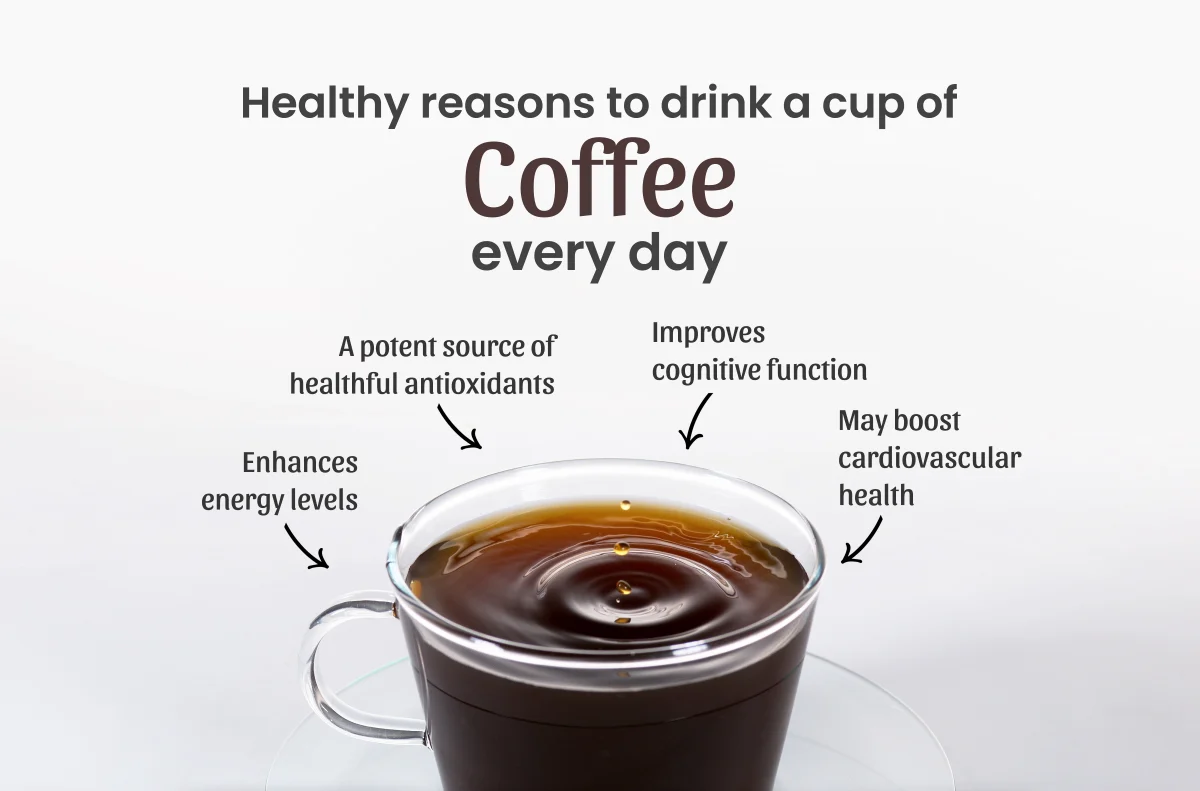 Healthy reasons to drink a cup of
Coffee
every day
A potent source of
healthful antioxidants
Improves
cognitive function
May boost
cardiovascular
health
Enhances
energy levels